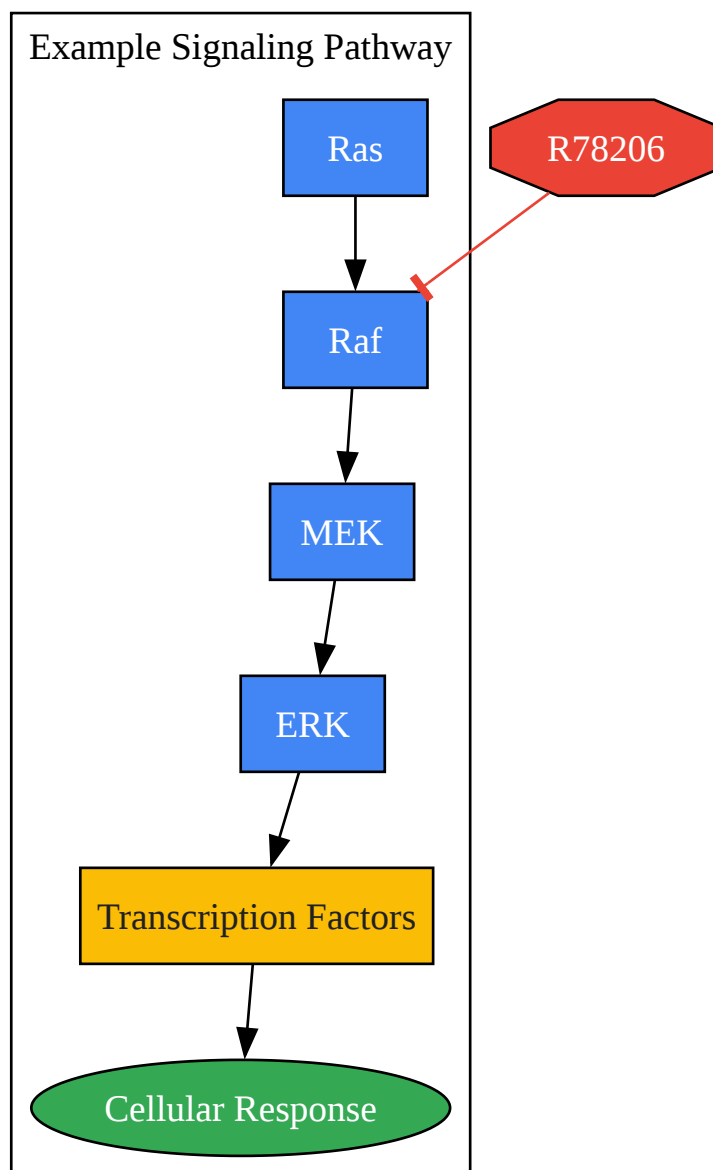 Example Signaling Pathway
Ras
R78206
Raf
MEK
ERK
Transcription Factors
Cellular Response